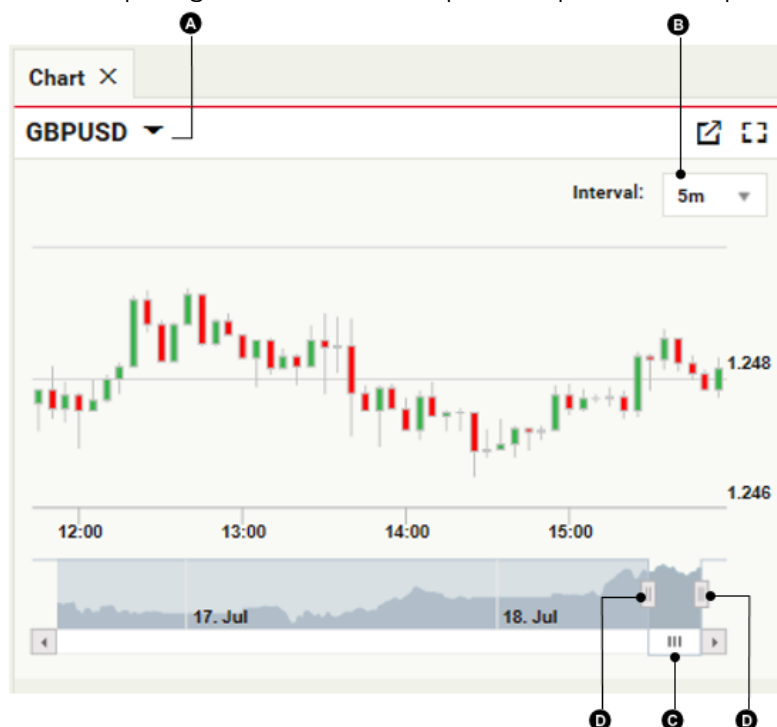 A B
Chart ×
GBPUSD
Interval: 5m
1.248
1.246
12:00 13:00 14:00 15:00
17. Jul 18. Jul
D C D